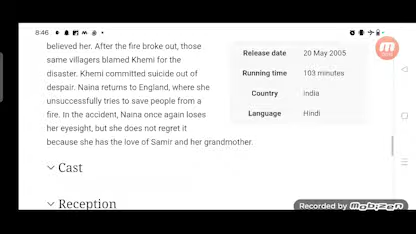 8:46
believed her. After the fire broke out, those
same villagers blamed Khemi for the
disaster. Khemi committed suicide out of
despair. Naina returns to England, where she
unsuccessfully tries to save people from a
fire. In the accident, Naina once again loses
her eyesight, but she does not regret it
because she has the love of Samir and her grandmother.
Release date 20 May 2005
Running time 103 minutes
Country india
Language Hindi
Cast
Reception
Recorded by mobizen